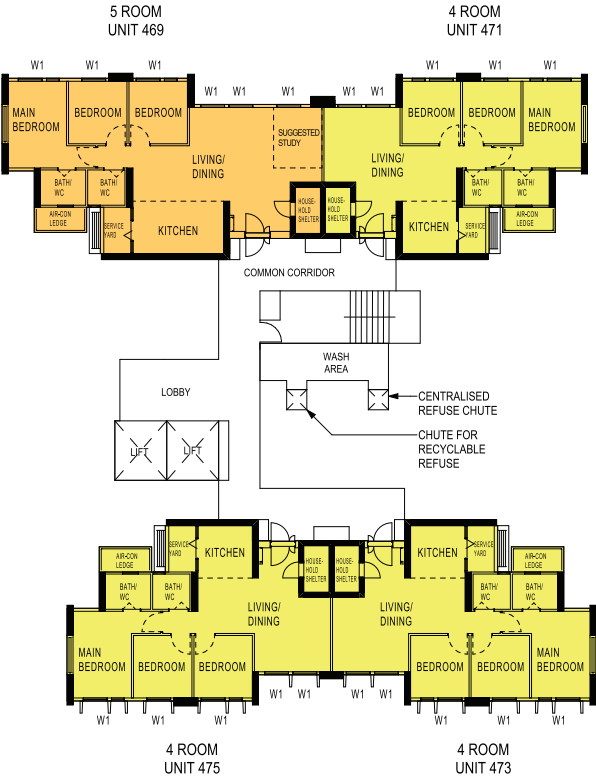 5 ROOM
UNIT 469
4 ROOM
UNIT 471
W1
W1
W1
W1
W1
W1
W1
W1
W1
W1
W1
MAIN
BEDROOM
BEDROOM
BEDROOM
SUGGESTED
STUDY
LIVING/
DINING
BATH/
WC
BATH/
WC
AIR-CON
LEDGE
SERVICE
YARD
KITCHEN
HOUSE-
HOLD
SHELTER
HOUSE-
HOLD
SHELTER
LIVING/
DINING
BEDROOM
BEDROOM
MAIN
BEDROOM
BATH/
WC
BATH/
WC
AIR-CON
LEDGE
KITCHEN
SERVICE
YARD
COMMON CORRIDOR
WASH
AREA
LOBBY
LIFT
LIFT
CENTRALISED
REFUSE CHUTE
CHUTE FOR
RECYCLABLE
REFUSE
AIR-CON
LEDGE
SERVICE
YARD
KITCHEN
HOUSE-
HOLD
SHELTER
HOUSE-
HOLD
SHELTER
KITCHEN
SERVICE
YARD
AIR-CON
LEDGE
BATH/
WC
BATH/
WC
LIVING/
DINING
LIVING/
DINING
BATH/
WC
BATH/
WC
MAIN
BEDROOM
BEDROOM
BEDROOM
BEDROOM
BEDROOM
MAIN
BEDROOM
W1
W1
W1
W1
W1
W1
W1
W1
W1
W1
4 ROOM
UNIT 475
4 ROOM
UNIT 473